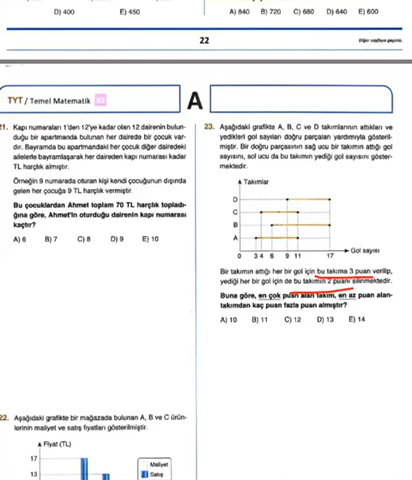 D) 400 E) 450
A) 840 B) 720 C) 680 D) 640 E) 600
22
Diğer sayfaya geçiniz.
TYT / Temel Matematik
A
21. Kapı numaraları 1'den 12'ye kadar olan 12 dairenin bulun-
duğu bir apartmanda bulunan her dairede bir çocuk var-
dır. Bayramda bu apartmandaki her çocuk diğer dairedeki
ailelerle bayramlaşarak her daireden kapı numarası kadar
TL harçlık almıştır.
Örneğin 9 numarada oturan kişi kendi çocuğunun dışında
gelen her çocuğa 9 TL harçlık vermiştir.
Bu çocuklardan Ahmet toplam 70 TL harçlık topladı-
ğına göre, Ahmet'in oturduğu dairenin kapı numarası
kaçtır?
A) 6 B) 7 C) 8 D) 9 E) 10
22. Aşağıdaki grafikte bir mağazada bulunan A, B ve C ürün-
lerinin maliyet ve satış fiyatları gösterilmiştir.
Fiyat (TL)
17
13
Maliyet
Satış
23. Aşağıdaki grafikte A, B, C ve D takımlarının attıkları ve
yedikleri gol sayıları doğru parçaları yardımıyla gösteril-
miştir. Bir doğru parçasının sağ ucu bir takımın attığı gol
sayısını, sol ucu da bu takımın yediği gol sayısını göster-
mektedir.
Takımlar
D
C
B
A
0 3 4 6 9 11 17
Gol sayısı
Bir takımın attığı her bir gol için bu takıma 3 puan verilip,
yediği her bir gol için de bu takımın 2 puanı silinmektedir.
Buna göre, en çok puan alan takım, en az puan alan
takımdan kaç puan fazla puan almıştır?
A) 10 B) 11 C) 12 D) 13 E) 14